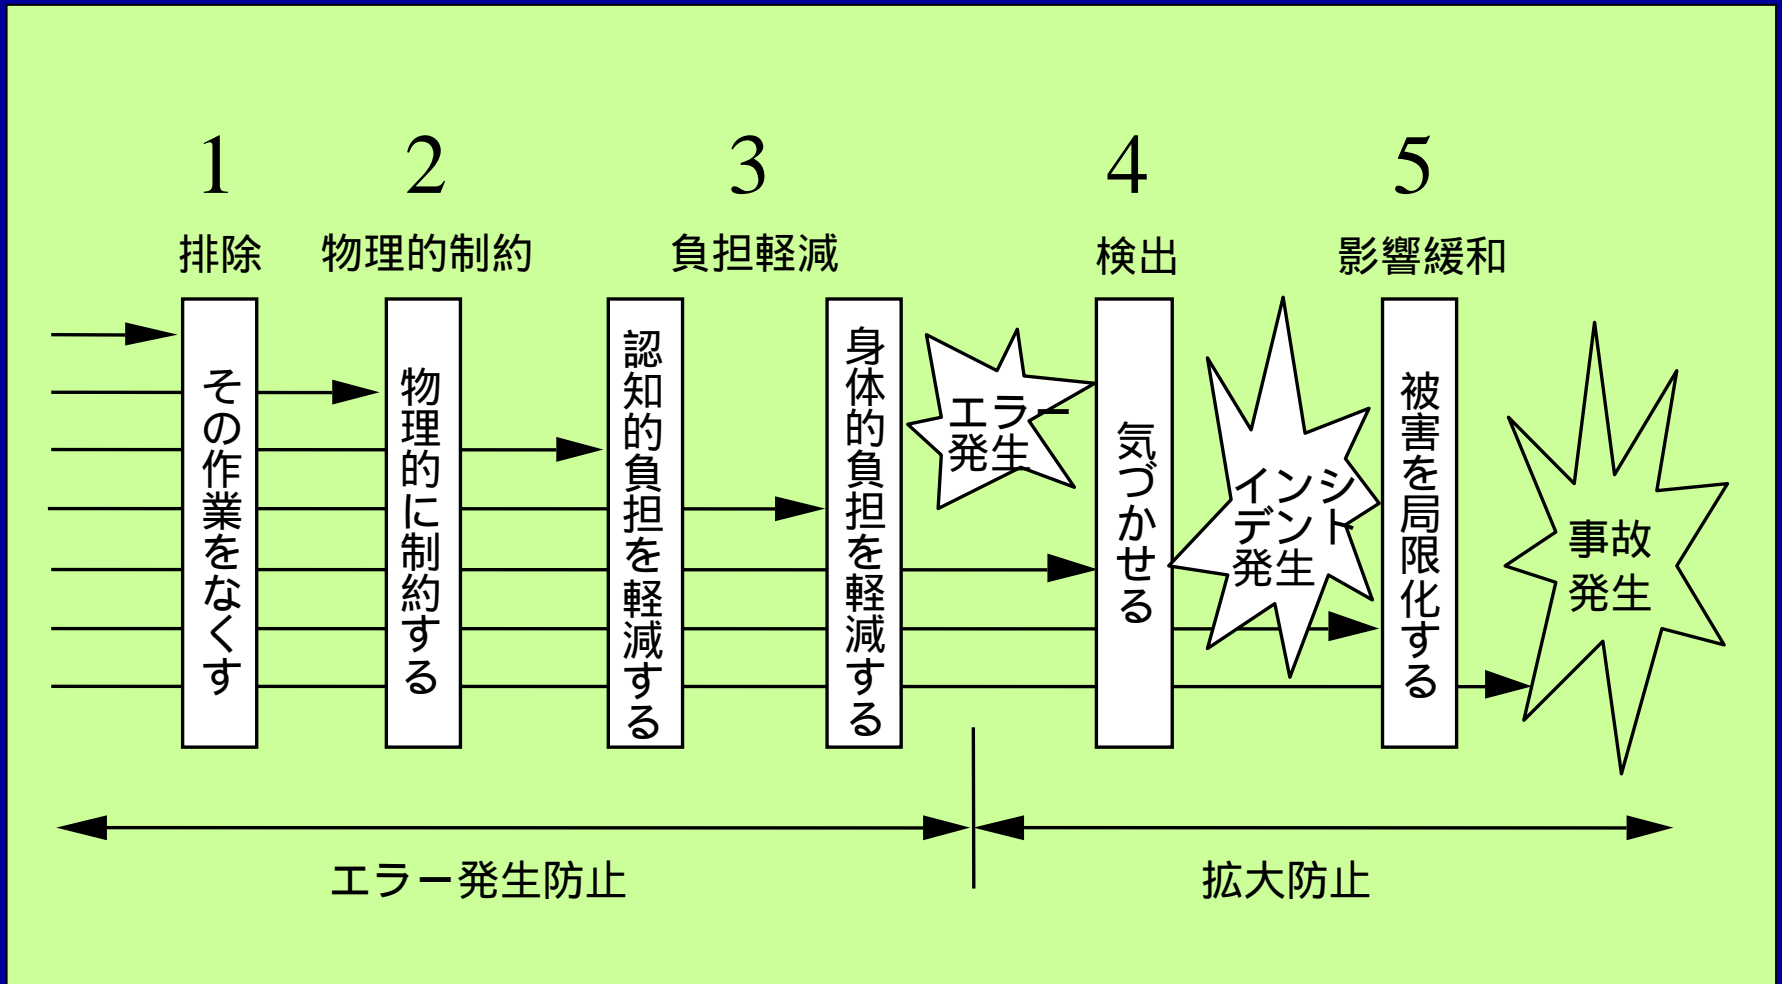 1
2
3
4
5
排除
物理的制約
負担軽減
検出
影響緩和
その作業をなくす
物理的に制約する
認知的負担を軽減する
身体的負担を軽減する
エラー
発生
気づかせる
インシ
デント
発生
被害を局限化する
事故
発生
エラー発生防止
拡大防止